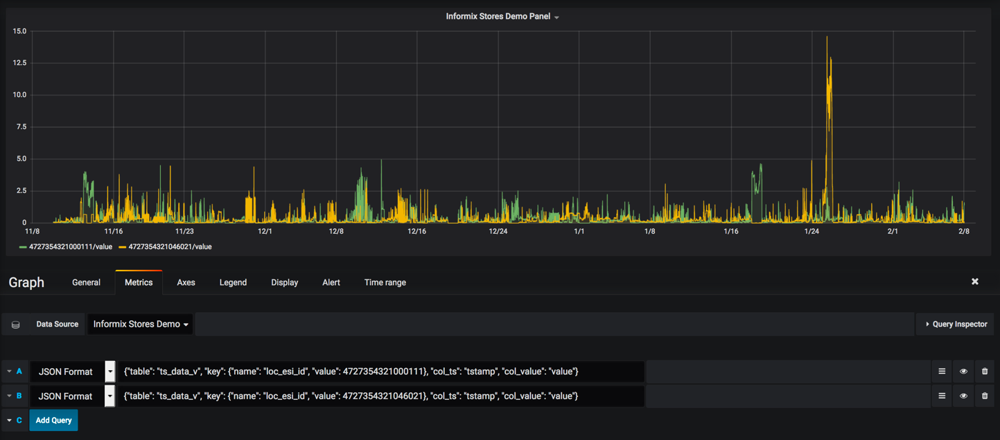 Informix Stores Demo Panel
15.0
12.5
10.0
7.5
5.0
2.5
0
11/8 11/16 11/23 12/1 12/8 12/16 12/24 1/1 1/8 1/16 1/24 2/1 2/8
4727354321000111/value 4727354321046021/value
Graph General Metrics Axes Legend Display Alert Time range
Data Source Informix Stores Demo Query Inspector
A JSON Format {"table": "ts_data_v", "key": {"name": "loc_esi_id", "value": 4727354321000111}, "col_ts": "tstamp", "col_value": "value"}
B JSON Format {"table": "ts_data_v", "key": {"name": "loc_esi_id", "value": 4727354321046021}, "col_ts": "tstamp", "col_value": "value"}
C Add Query